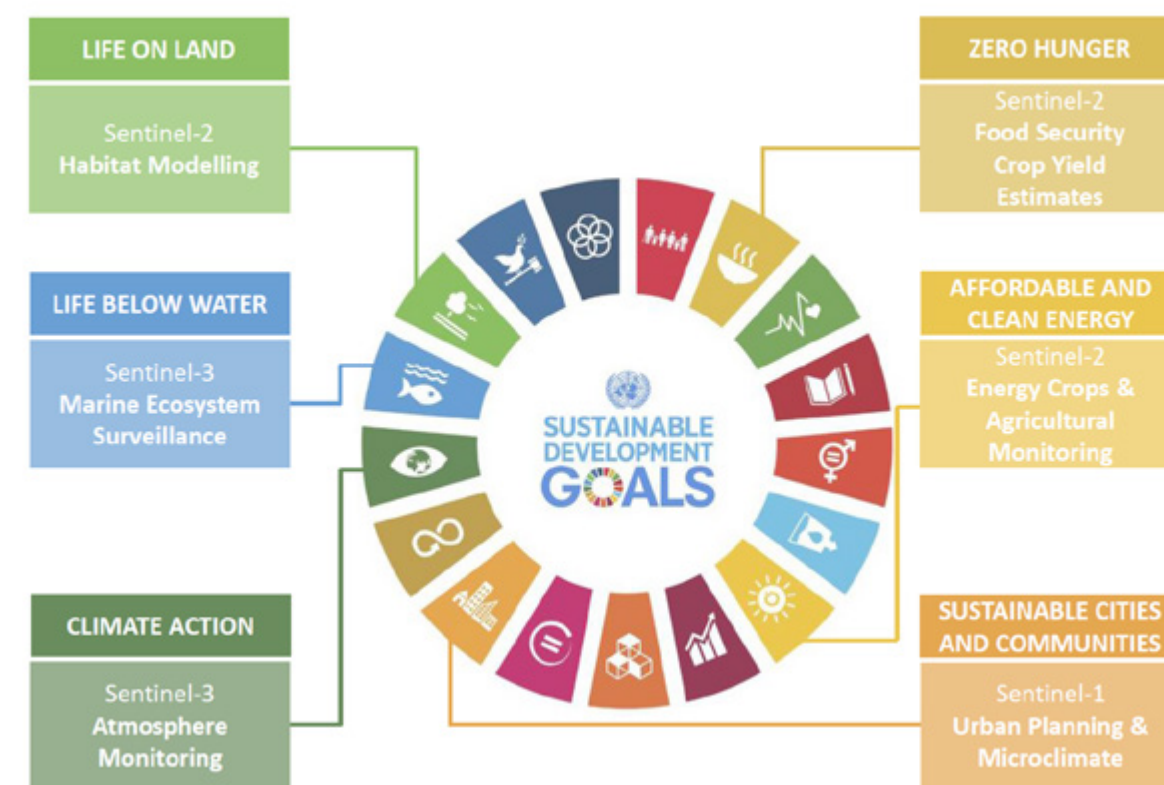 LIFE ON LAND
Sentinel-2
Habitat Modelling
LIFE BELOW WATER
Sentinel-3
Marine Ecosystem
Surveillance
CLIMATE ACTION
Sentinel-3
Atmosphere
Monitoring
SUSTAINABLE
DEVELOPMENT
GOALS
ZERO HUNGER
Sentinel-2
Food Security
Crop Yield
Estimates
AFFORDABLE AND
CLEAN ENERGY
Sentinel-2
Energy Crops &
Agricultural
Monitoring
SUSTAINABLE CITIES
AND COMMUNITIES
Sentinel-1
Urban Planning &
Microclimate